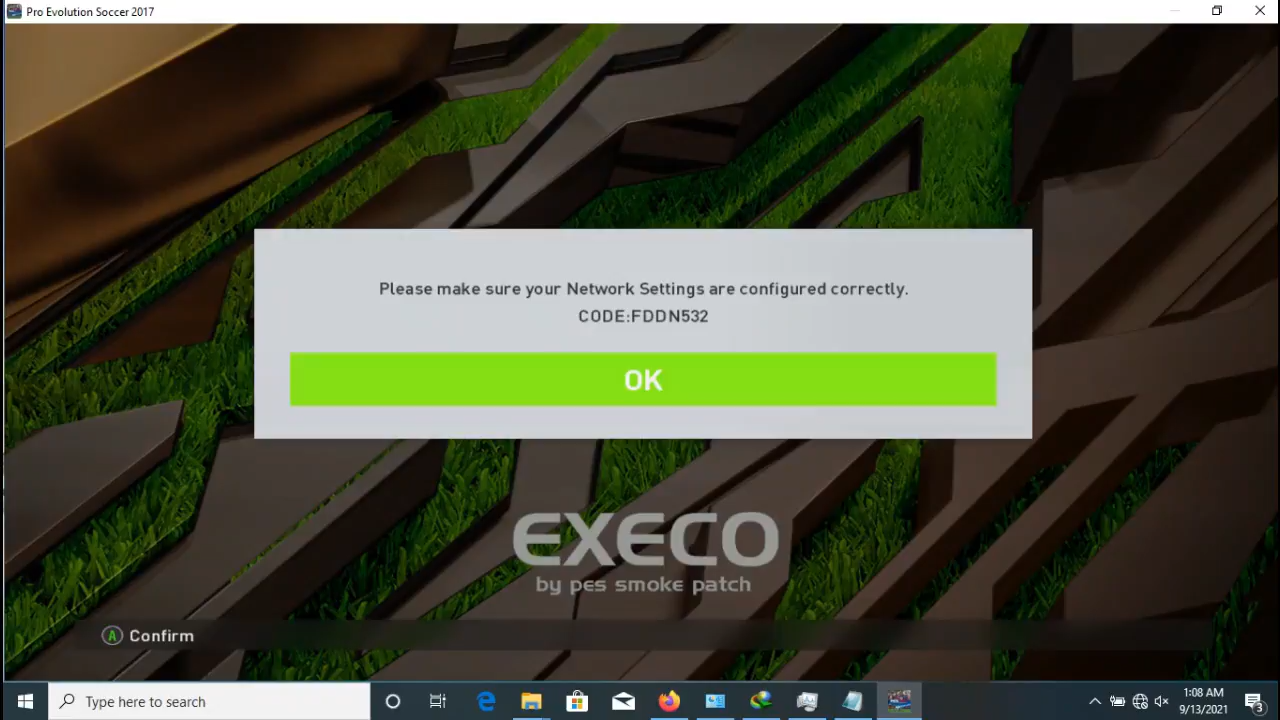 Pro Evolution Soccer 2017
Please make sure your Network Settings are configured correctly.
CODE:FDDN532
OK
EXECO
by pes smoke patch
A Confirm
Type here to search
1:08 AM
9/13/2021
3